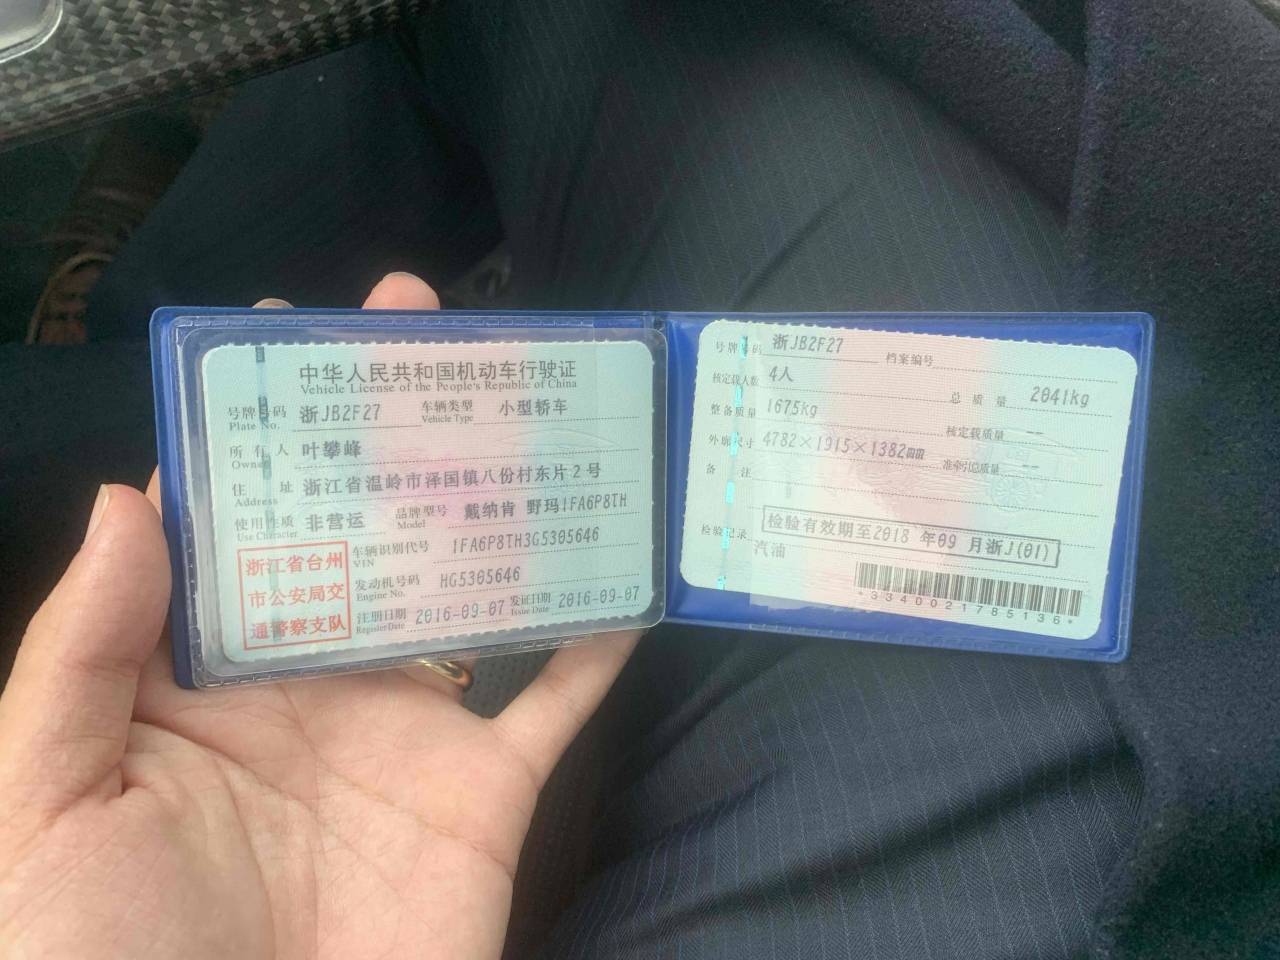 中华人民共和国机动车行驶证
Vehicle License of the People's Republic of China
号牌号码 浙JB2F27 车辆类型 小型轿车
Plate No. Vehicle Type
所有人 叶攀峰
Owner
住址 浙江省温岭市泽国镇八份村东片2号
Address
使用性质 非营运 品牌型号 戴纳肯 野玛1FA6P8TH
Use Character Model
浙江省台州
市公安局交
通警察支队
车辆识别代号 1FA6P8TH3G5305646
VIN
发动机号码 HG5305646
Engine No.
注册日期 2016-09-07 发证日期 2016-09-07
Register Date Issue Date
号牌号码 浙JB2F27 档案编号
核定载人数 4人 总质量 2041kg
整备质量 1675kg 核定载质量 --
外廓尺寸 4782×1915×1382mm 准牵引总质量 --
备注
检验记录 检验有效期至2018年09月浙J(01)
汽油
*3340021785136*